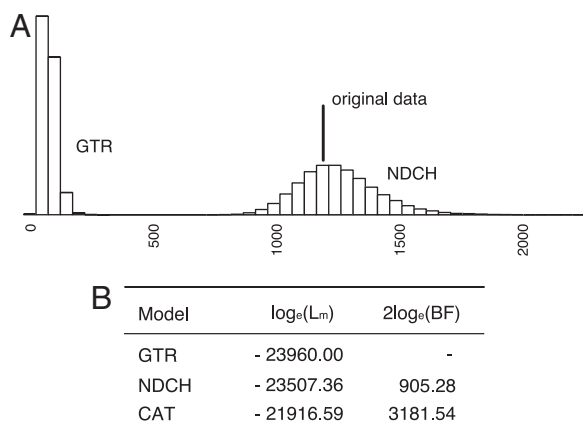 A
original data
GTR
NDCH
0 500 1000 1500 2000
B
Model logₑ(Lₘ) 2logₑ(BF)
GTR - 23960.00 -
NDCH - 23507.36 905.28
CAT - 21916.59 3181.54